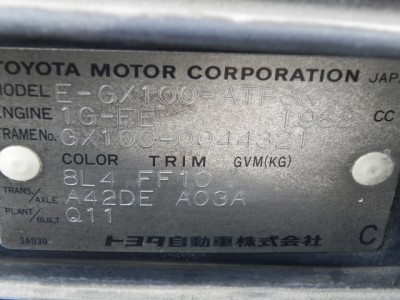 TOYOTA MOTOR CORPORATION JAPA
MODEL E-GX100-ATPSK
ENGINE 1G-FE 1988 CC
FRAME No. GX100-0044321
COLOR TRIM GVM(KG)
8L4 FF10
TRANS./AXLE A42DE A03A
PLANT/BUILT Q11
3A030 トヨタ自動車株式会社 C